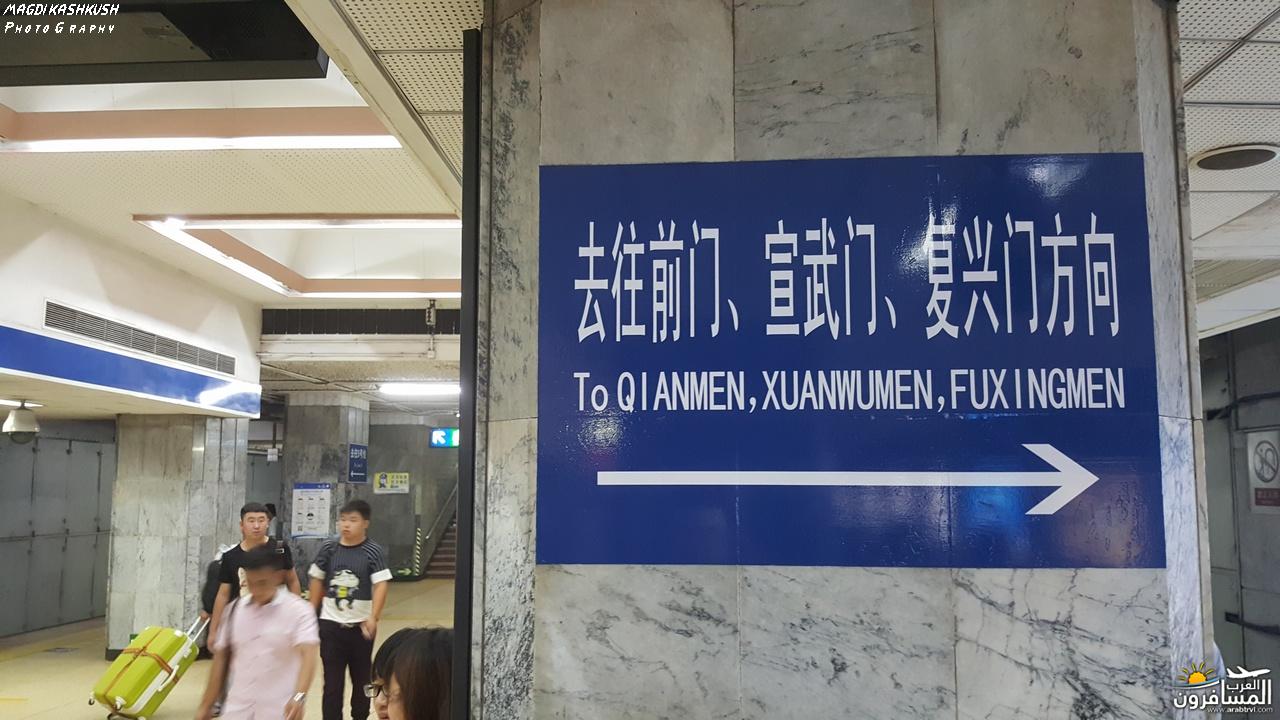 MAGDI KASHKUSH
PHOTOGRAPHY
去往前门、宣武门、复兴门方向
To QIANMEN,XUANWUMEN,FUXINGMEN
العرب
المسافرون
www.arabtrvl.com